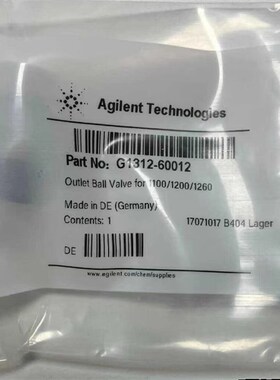 Agilent Technologies
Part No: G1312-60012
Outlet Ball Valve for 1100/1200/1260
Made in DE (Germany)
Contents: 1
17071017 B404 Lager
DE
www.agilent.com/chem/supplies